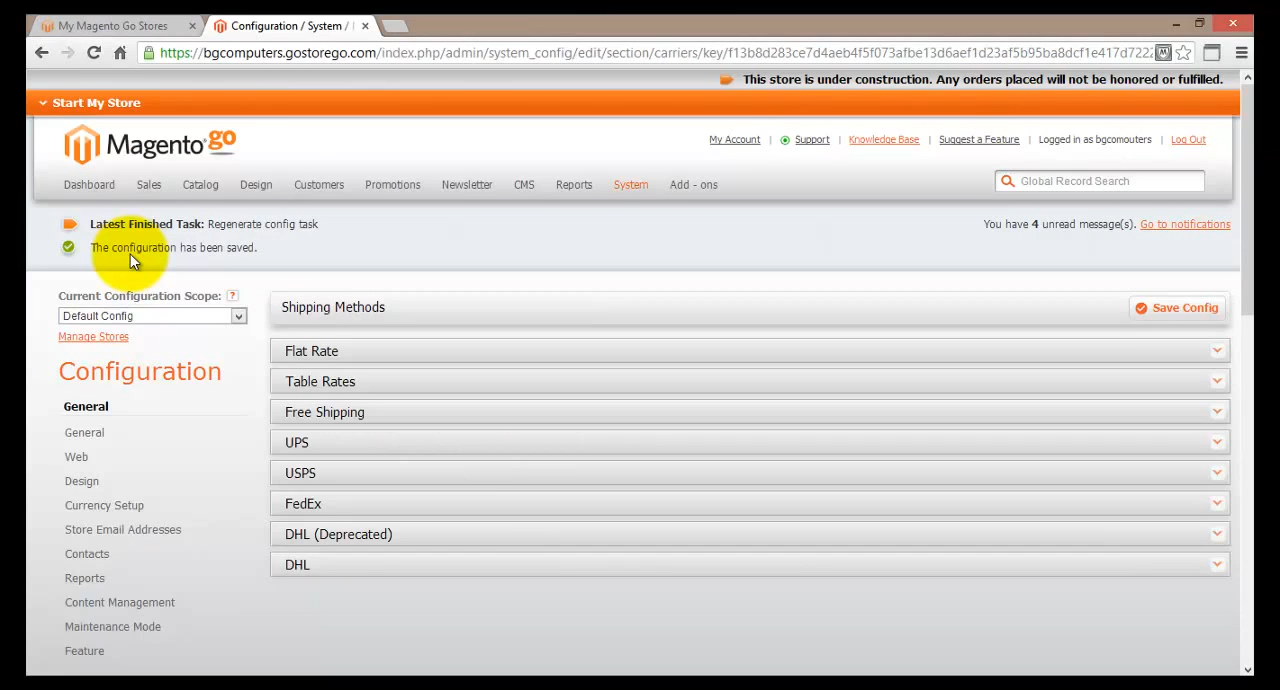 My Magento Go Stores
Configuration / System /
https://bgcomputers.gostorego.com/index.php/admin/system_config/edit/section/carriers/key/f13b8d283ce7d4aeb4f5f073afbe13d6aef1d23af5b95ba8dcf1e417d7222
This store is under construction. Any orders placed will not be honored or fulfilled.
Start My Store
Magento go
My Account | Support | Knowledge Base | Suggest a Feature | Logged in as bgcomouters | Log Out
Dashboard Sales Catalog Design Customers Promotions Newsletter CMS Reports System Add - ons
Global Record Search
Latest Finished Task: Regenerate config task
You have 4 unread message(s). Go to notifications
The configuration has been saved.
Current Configuration Scope: ?
Default Config
Manage Stores
Configuration
General
General
Web
Design
Currency Setup
Store Email Addresses
Contacts
Reports
Content Management
Maintenance Mode
Feature
Shipping Methods
Save Config
Flat Rate
Table Rates
Free Shipping
UPS
USPS
FedEx
DHL (Deprecated)
DHL